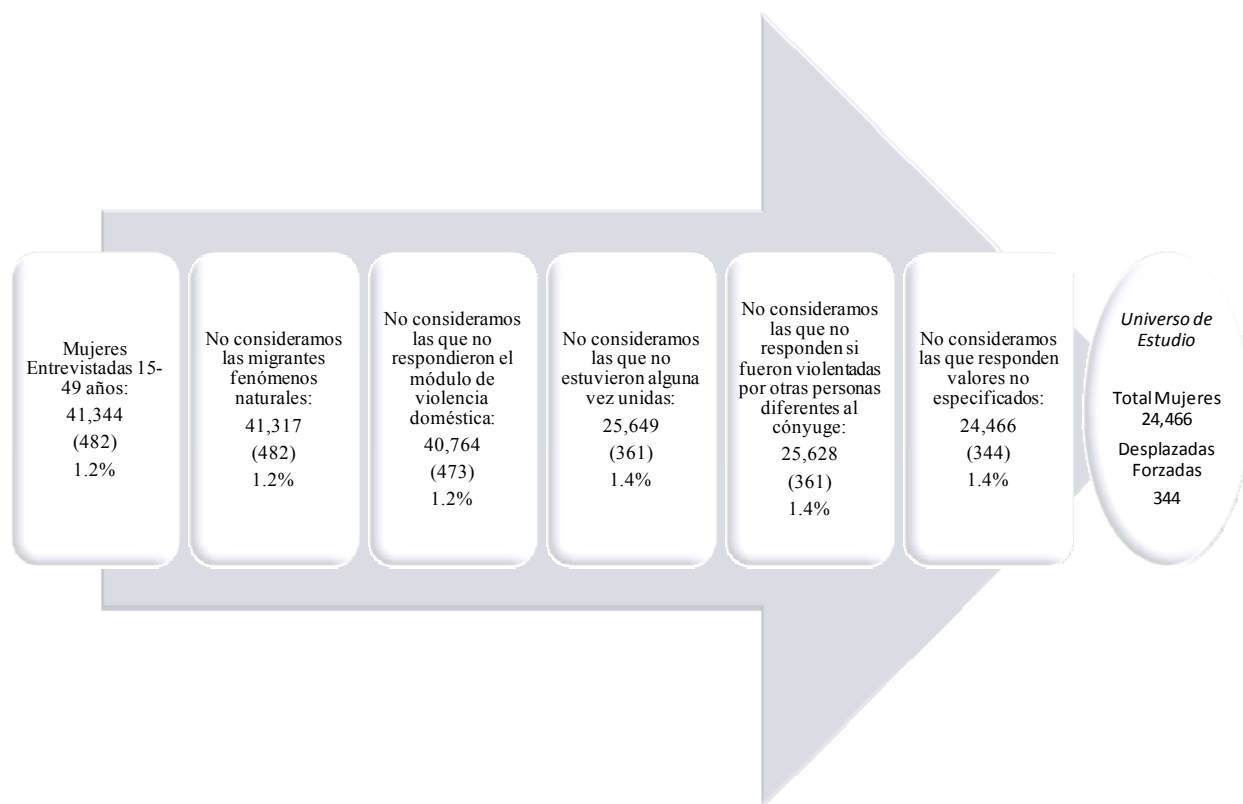 Mujeres
Entrevistadas 15-
49 años:
41,344
(482)
1.2%
No consideramos
las migrantes
fenómenos
naturales:
41,317
(482)
1.2%
No consideramos
las que no
respondieron el
módulo de
violencia
doméstica:
40,764
(473)
1.2%
No consideramos
las que no
estuvieron alguna
vez unidas:
25,649
(361)
1.4%
No consideramos
las que no
responden si
fueron violentadas
por otras personas
diferentes al
cónyuge:
25,628
(361)
1.4%
No consideramos
las que responden
valores no
especificados:
24,466
(344)
1.4%
Universo de
Estudio
Total Mujeres
24,466
Desplazadas
Forzadas
344